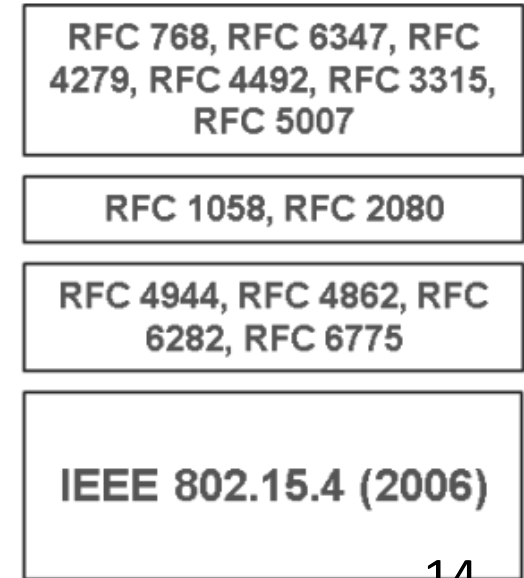 RFC 768, RFC 6347, RFC
4279, RFC 4492, RFC 3315,
RFC 5007
RFC 1058, RFC 2080
RFC 4944, RFC 4862, RFC
6282, RFC 6775
IEEE 802.15.4 (2006)
14